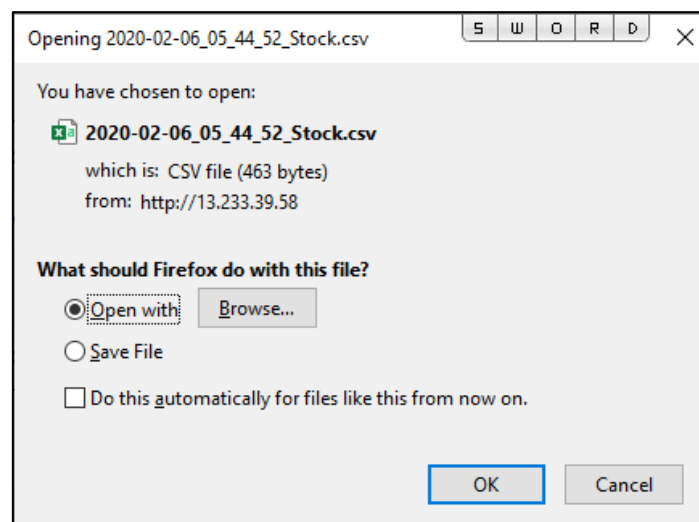 Opening 2020-02-06_05_44_52_Stock.csv
S W O R D
You have chosen to open:
2020-02-06_05_44_52_Stock.csv
which is: CSV file (463 bytes)
from: http://13.233.39.58
What should Firefox do with this file?
Open with Browse...
Save File
Do this automatically for files like this from now on.
OK Cancel